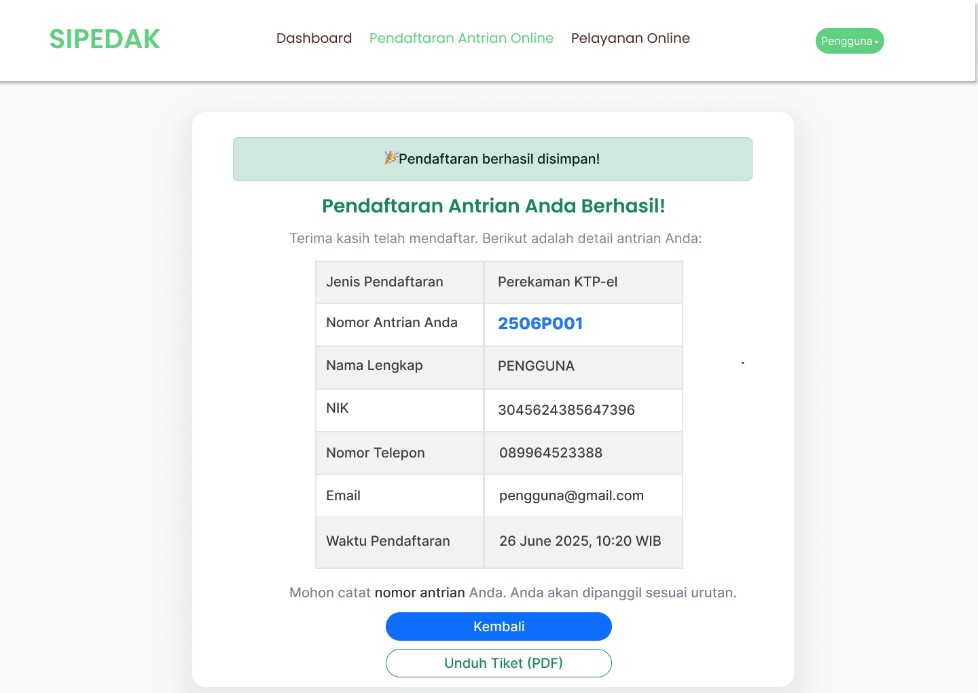 SIPEDAK
Dashboard Pendaftaran Antrian Online Pelayanan Online
Pengguna
🎉Pendaftaran berhasil disimpan!
Pendaftaran Antrian Anda Berhasil!
Terima kasih telah mendaftar. Berikut adalah detail antrian Anda:
Jenis Pendaftaran Perekaman KTP-el
Nomor Antrian Anda 2506P001
Nama Lengkap PENGGUNA
NIK 3045624385647396
Nomor Telepon 089964523388
Email pengguna@gmail.com
Waktu Pendaftaran 26 June 2025, 10:20 WIB
Mohon catat nomor antrian Anda. Anda akan dipanggil sesuai urutan.
Kembali
Unduh Tiket (PDF)